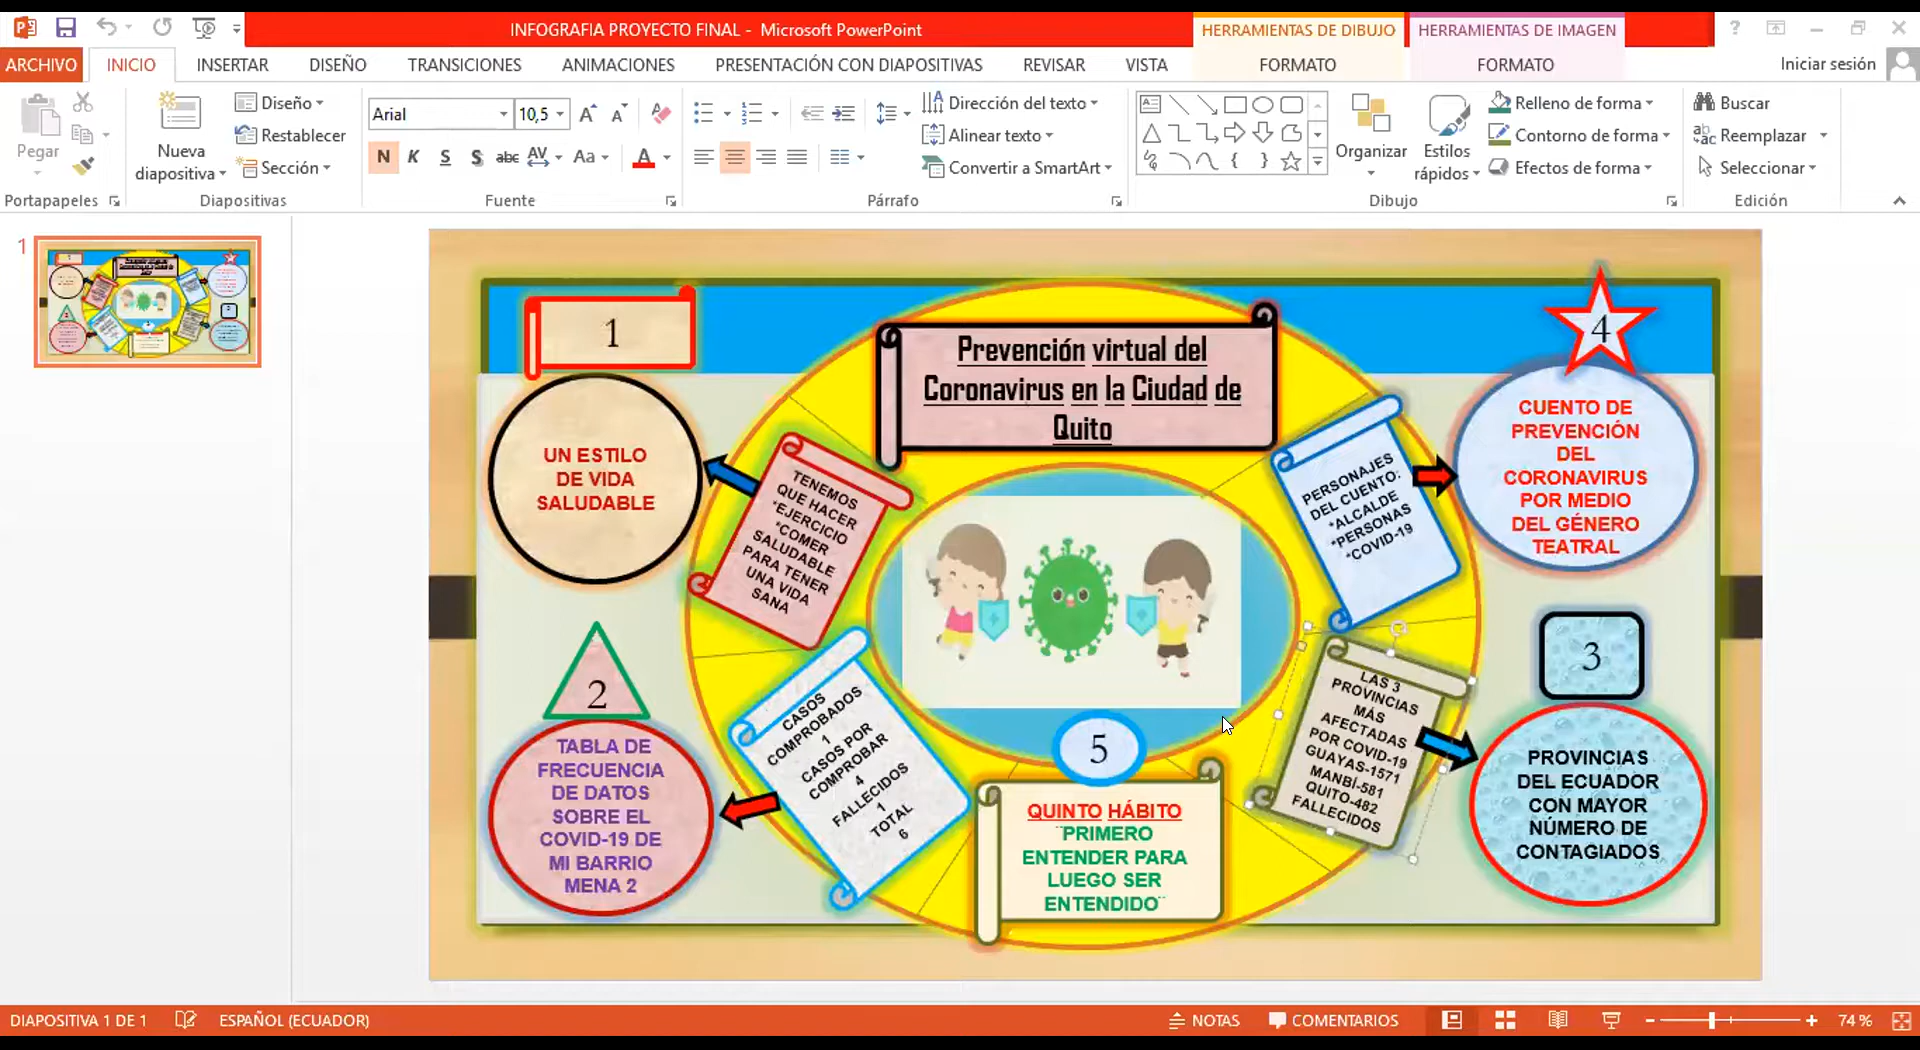 INFOGRAFIA PROYECTO FINAL - Microsoft PowerPoint
HERRAMIENTAS DE DIBUJO
HERRAMIENTAS DE IMAGEN
?
ARCHIVO
INICIO
INSERTAR
DISEÑO
TRANSICIONES
ANIMACIONES
PRESENTACIÓN CON DIAPOSITIVAS
REVISAR
VISTA
FORMATO
FORMATO
Iniciar sesión
Pegar
Portapapeles
Nueva
diapositiva
Diseño
Restablecer
Sección
Diapositivas
Arial
10,5
N K S S abc AV Aa A
Fuente
Dirección del texto
Alinear texto
Convertir a SmartArt
Párrafo
Organizar
Estilos
rápidos
Relleno de forma
Contorno de forma
Efectos de forma
Dibujo
Buscar
Reemplazar
Seleccionar
Edición
1
1
UN ESTILO
DE VIDA
SALUDABLE
TENEMOS
QUE HACER
*EJERCICIO
*COMER
SALUDABLE
PARA TENER
UNA VIDA
SANA
Prevención virtual del
Coronavirus en la Ciudad de
Quito
PERSONAJES
DEL CUENTO:
*ALCALDE
*PERSONAS
*COVID-19
4
CUENTO DE
PREVENCIÓN
DEL
CORONAVIRUS
POR MEDIO
DEL GÉNERO
TEATRAL
2
TABLA DE
FRECUENCIA
DE DATOS
SOBRE EL
COVID-19 DE
MI BARRIO
MENA 2
CASOS
COMPROBADOS
1
CASOS POR
COMPROBAR
4
FALLECIDOS
1
TOTAL
6
5
QUINTO HÁBITO
¨PRIMERO
ENTENDER PARA
LUEGO SER
ENTENDIDO¨
LAS 3
PROVINCIAS
MÁS
AFECTADAS
POR COVID-19
GUAYAS-1571
MANBÍ-581
QUITO-482
FALLECIDOS
3
PROVINCIAS
DEL ECUADOR
CON MAYOR
NÚMERO DE
CONTAGIADOS
DIAPOSITIVA 1 DE 1
ESPAÑOL (ECUADOR)
NOTAS
COMENTARIOS
74 %